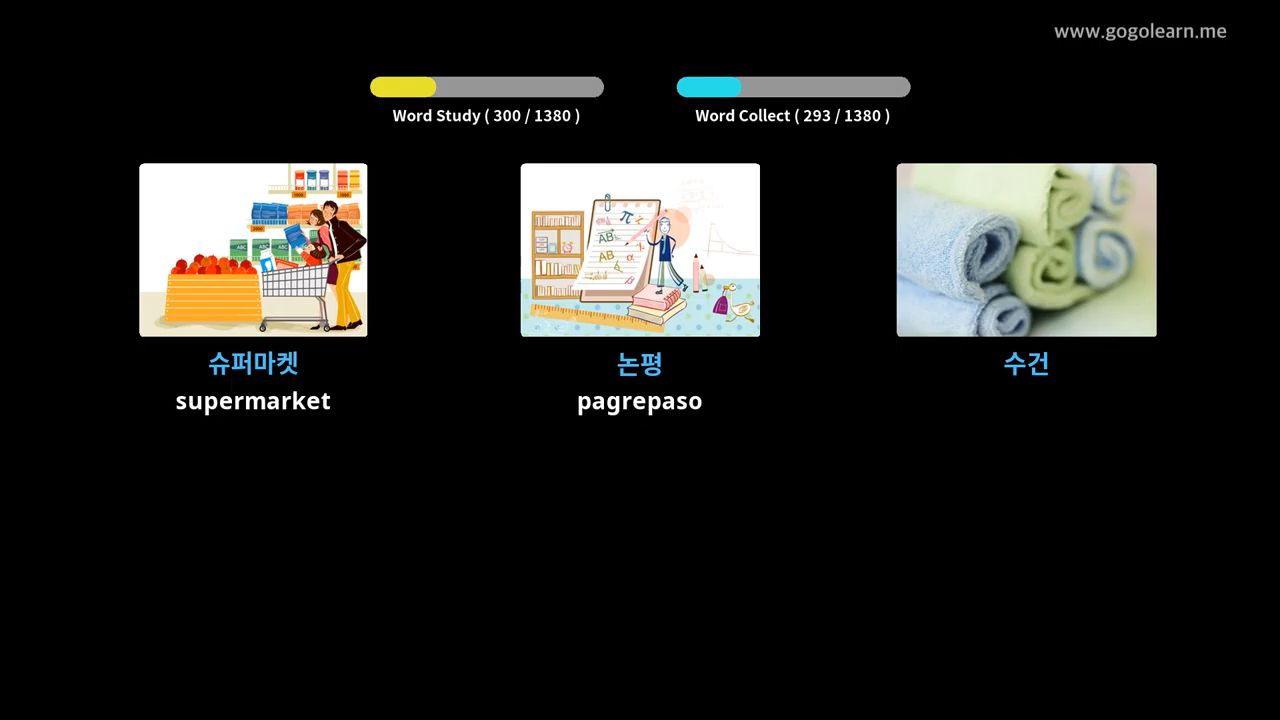 www.gogolearn.me
Word Study ( 300 / 1380 )
Word Collect ( 293 / 1380 )
슈퍼마켓
supermarket
논평
pagrepaso
수건